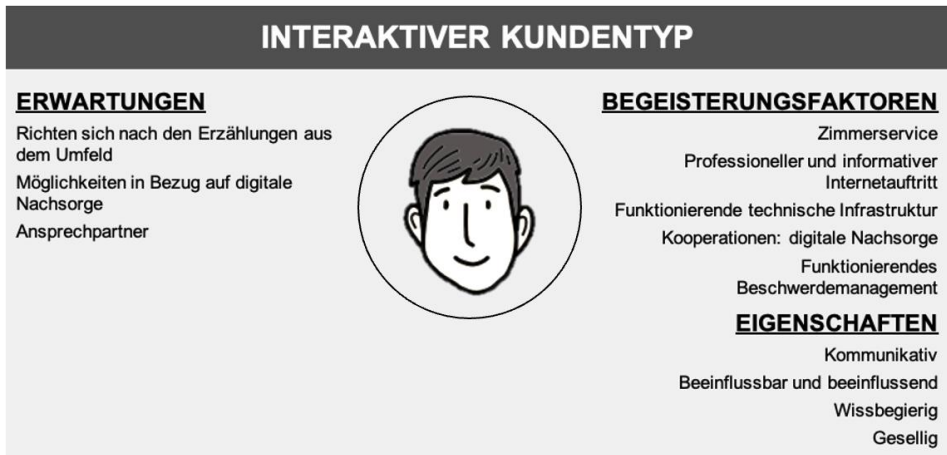 INTERAKTIVER KUNDENTYP
ERWARTUNGEN
Richten sich nach den Erzählungen aus
dem Umfeld
Möglichkeiten in Bezug auf digitale
Nachsorge
Ansprechpartner
BEGEISTERUNGSFAKTOREN
Zimmerservice
Professioneller und informativer
Internetauftritt
Funktionierende technische Infrastruktur
Kooperationen: digitale Nachsorge
Funktionierendes
Beschwerdemanagement
EIGENSCHAFTEN
Kommunikativ
Beeinflussbar und beeinflussend
Wissbegierig
Gesellig